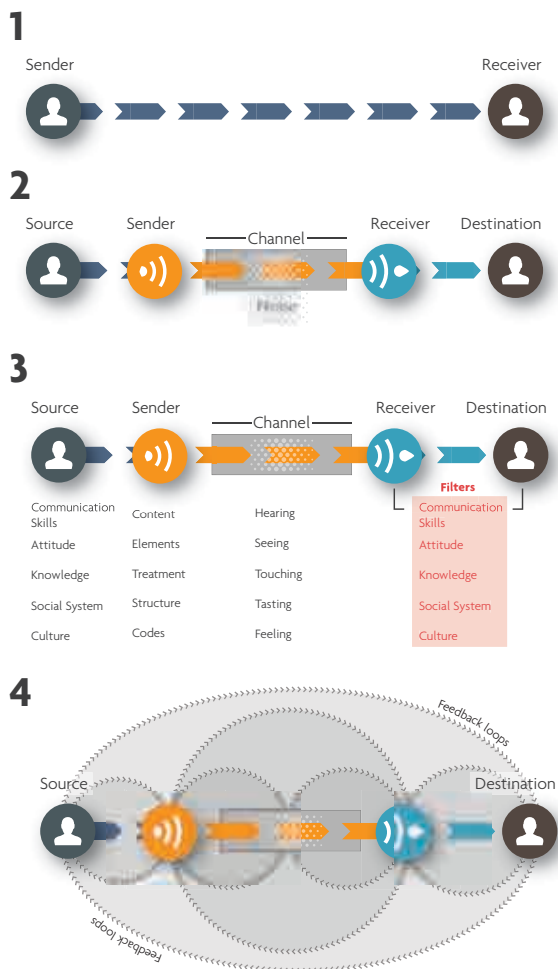 1
Sender
Receiver
2
Source
Sender
Channel
Receiver
Destination
Noise
3
Source
Sender
Channel
Receiver
Destination
Filters
Communication
Skills
Attitude
Knowledge
Social System
Culture
Content
Elements
Treatment
Structure
Codes
Hearing
Seeing
Touching
Tasting
Feeling
Communication
Skills
Attitude
Knowledge
Social System
Culture
4
Feedback loops
Source
Destination
Feedback loops